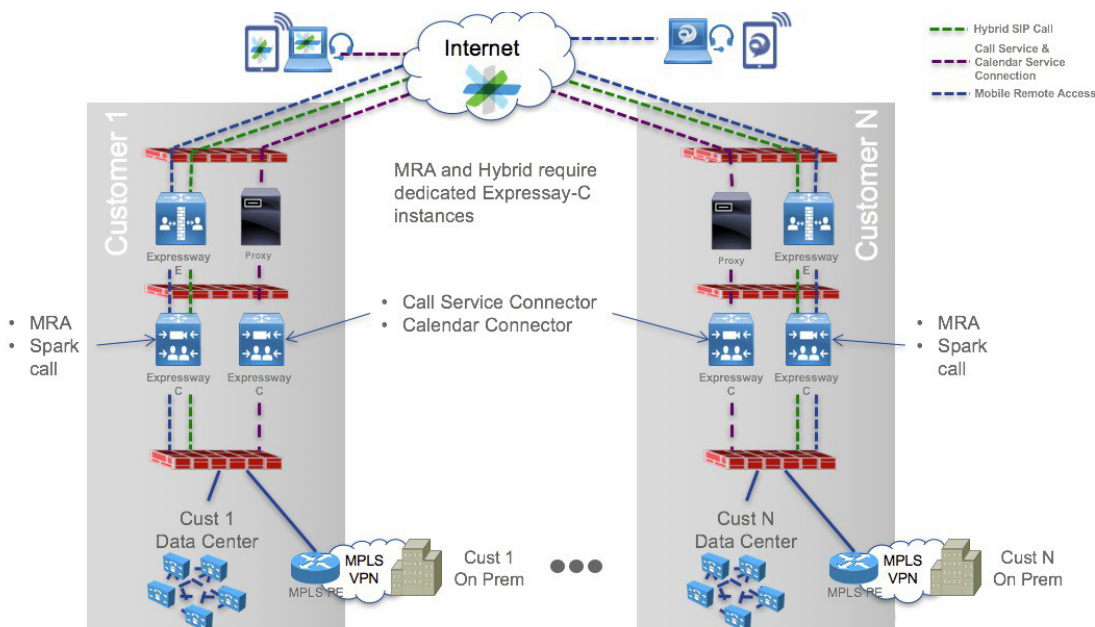 Internet
Hybrid SIP Call
Call Service &
Calendar Service
Connection
Mobile Remote Access
Customer 1
Customer N
MRA and Hybrid require
dedicated Expressay-C
instances
Expressway
E
Proxy
Proxy
Expressway
E
• MRA
• Spark
call
• Call Service Connector
• Calendar Connector
• MRA
• Spark
call
Expressway
C
Expressway
C
Expressway
C
Expressway
C
Cust 1
Data Center
MPLS PE
MPLS
VPN
Cust 1
On Prem
Cust N
Data Center
MPLS PE
MPLS
VPN
Cust N
On Prem